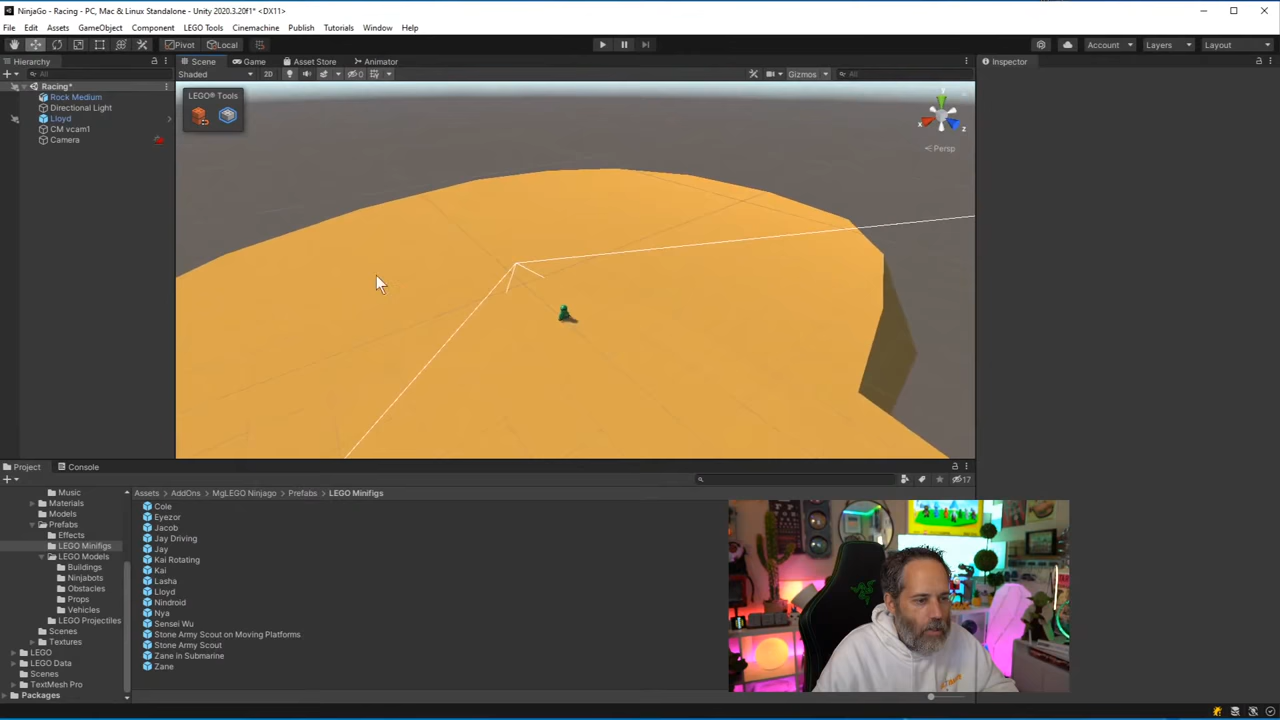 NinjaGo - Racing - PC, Mac & Linux Standalone - Unity 2020.3.20f1* <DX11>
File Edit Assets GameObject Component LEGO Tools Cinemachine Publish Tutorials Window Help
Pivot Local Account Layers Layout
Hierarchy Scene Game Asset Store Animator Inspector
All Shaded 2D 0 Gizmos All
Racing*
Rock Medium
Directional Light
Lloyd
CM vcam1
Camera
LEGO® Tools
y
x
z
Persp
Project Console
17
Assets AddOns MgLEGO Ninjago Prefabs LEGO Minifigs
Music
Materials
Models
Prefabs
Effects
LEGO Minifigs
LEGO Models
Buildings
Ninjabots
Obstacles
Props
Vehicles
LEGO Projectiles
Scenes
Textures
LEGO
LEGO Data
Scenes
TextMesh Pro
Packages
Cole
Eyezor
Jacob
Jay Driving
Jay
Kai Rotating
Kai
Lasha
Lloyd
Nindroid
Nya
Sensei Wu
Stone Army Scout on Moving Platforms
Stone Army Scout
Zane in Submarine
Zane